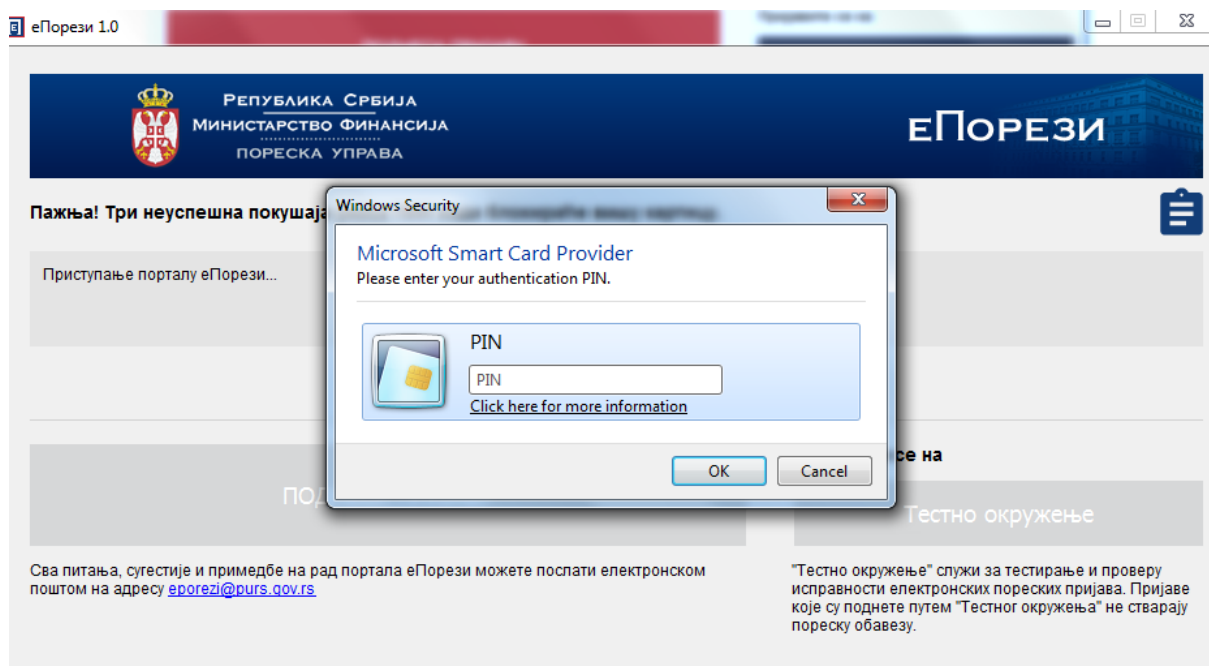 еПорези 1.0
РЕПУБЛИКА СРБИЈА
МИНИСТАРСТВО ФИНАНСИЈА
ПОРЕСКА УПРАВА
еПОРЕЗИ
Пажња! Три неуспешна покушаја
Приступање порталу еПорези...
Windows Security
Microsoft Smart Card Provider
Please enter your authentication PIN.
PIN
PIN
Click here for more information
OK
Cancel
се на
Тестно окружење
Сва питања, сугестије и примедбе на рад портала еПорези можете послати електронском
поштом на адресу eporezi@purs.gov.rs
"Тестно окружење" служи за тестирање и проверу
исправности електронских пореских пријава. Пријаве
које су поднете путем "Тестног окружења" не стварају
пореску обавезу.